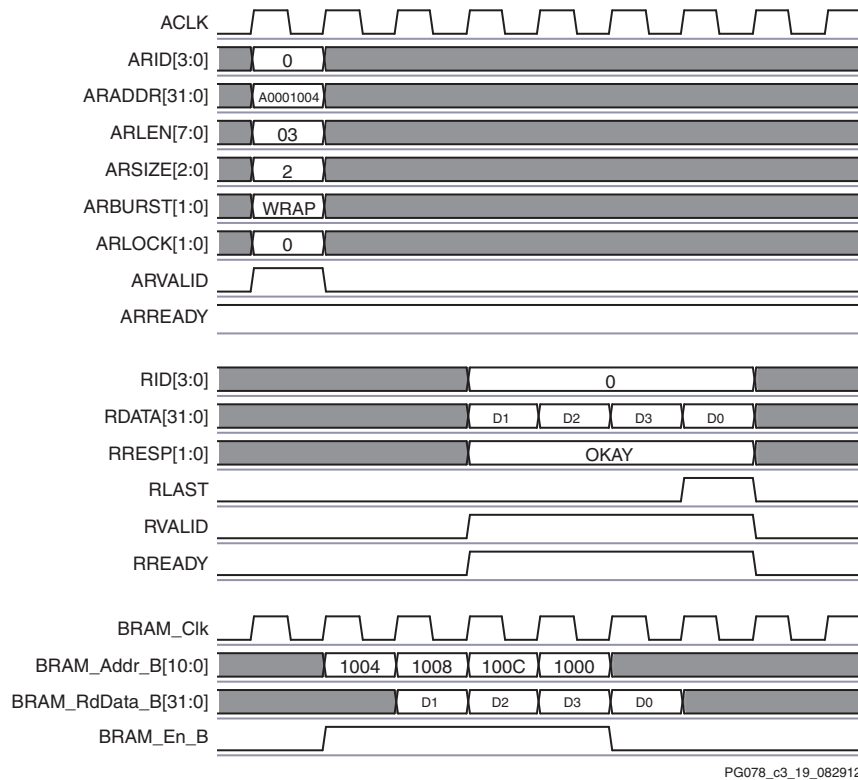 ACLK
ARID[3:0] 0
ARADDR[31:0] A0001004
ARLEN[7:0] 03
ARSIZE[2:0] 2
ARBURST[1:0] WRAP
ARLOCK[1:0] 0
ARVALID
ARREADY
RID[3:0] 0
RDATA[31:0] D1 D2 D3 D0
RRESP[1:0] OKAY
RLAST
RVALID
RREADY
BRAM_Clk
BRAM_Addr_B[10:0] 1004 1008 100C 1000
BRAM_RdData_B[31:0] D1 D2 D3 D0
BRAM_En_B
PG078_c3_19_082912